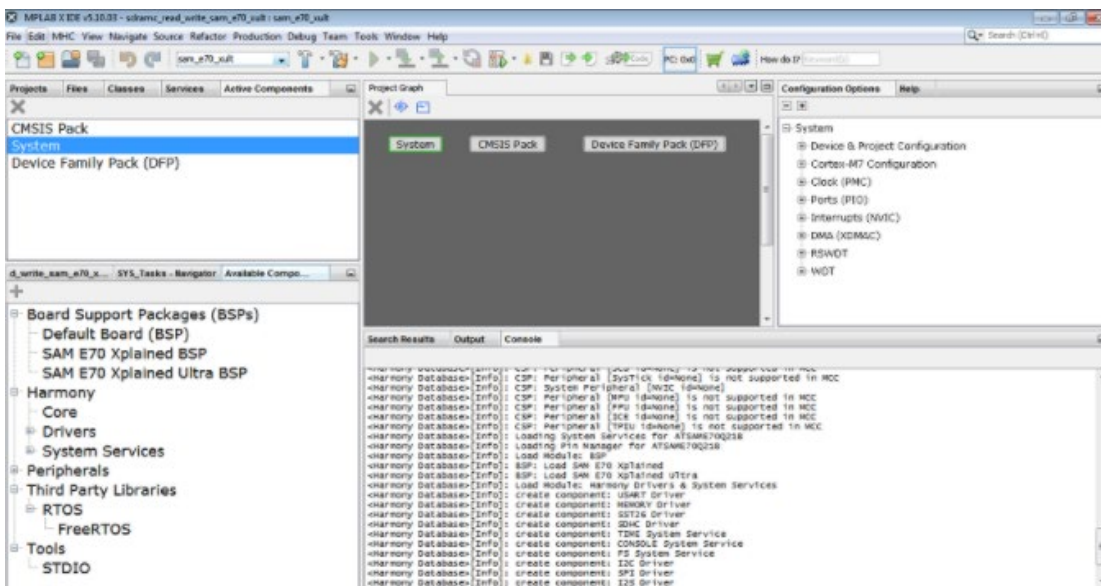 MPLAB X IDE v5.10.03 - sdramc_read_write_sam_e70_xult : sam_e70_xult
File Edit MHC View Navigate Source Refactor Production Debug Team Tools Window Help
Search (Ctrl+I)
sam_e70_xult
PC: 0x0
How do I?
Projects Files Classes Services Active Components
CMSIS Pack
System
Device Family Pack (DFP)
Project Graph
System CMSIS Pack Device Family Pack (DFP)
Configuration Options Help
System
Device & Project Configuration
Cortex-M7 Configuration
Clock (PMC)
Ports (PIO)
Interrupts (NVIC)
DMA (XDMAC)
RSWDT
WDT
d_write_sam_e70_x... SYS_Tasks - Navigator Available Compo...
Board Support Packages (BSPs)
Default Board (BSP)
SAM E70 Xplained BSP
SAM E70 Xplained Ultra BSP
Harmony
Core
Drivers
System Services
Peripherals
Third Party Libraries
RTOS
FreeRTOS
Tools
STDIO
Search Results Output Console
<Harmony Database>[Info]: CSP: Peripheral [SysTick id=None] is not supported in MCC
<Harmony Database>[Info]: CSP: System Peripheral [NVIC id=None]
<Harmony Database>[Info]: CSP: Peripheral [MPU id=None] is not supported in MCC
<Harmony Database>[Info]: CSP: Peripheral [FPU id=None] is not supported in MCC
<Harmony Database>[Info]: CSP: Peripheral [ICE id=None] is not supported in MCC
<Harmony Database>[Info]: CSP: Peripheral [TPIU id=None] is not supported in MCC
<Harmony Database>[Info]: Loading System Services for ATSAME70Q21B
<Harmony Database>[Info]: Loading Pin Manager for ATSAME70Q21B
<Harmony Database>[Info]: Load Module: BSP
<Harmony Database>[Info]: BSP: Load SAM E70 Xplained
<Harmony Database>[Info]: BSP: Load SAM E70 Xplained Ultra
<Harmony Database>[Info]: Load Module: Harmony Drivers & System Services
<Harmony Database>[Info]: create component: USART Driver
<Harmony Database>[Info]: create component: MEMORY Driver
<Harmony Database>[Info]: create component: SST26 Driver
<Harmony Database>[Info]: create component: SDHC Driver
<Harmony Database>[Info]: create component: TIME System Service
<Harmony Database>[Info]: create component: CONSOLE System Service
<Harmony Database>[Info]: create component: FS System Service
<Harmony Database>[Info]: create component: I2C Driver
<Harmony Database>[Info]: create component: SPI Driver
<Harmony Database>[Info]: create component: I2S Driver